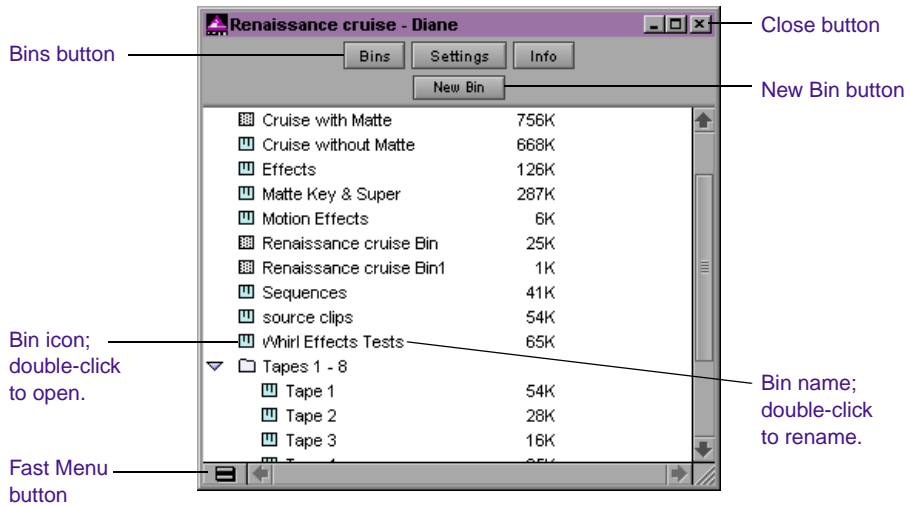 Renaissance cruise - Diane
Close button
Bins button
Bins Settings Info
New Bin
New Bin button
Cruise with Matte 756K
Cruise without Matte 668K
Effects 126K
Matte Key & Super 287K
Motion Effects 6K
Renaissance cruise Bin 25K
Renaissance cruise Bin1 1K
Sequences 41K
source clips 54K
Bin icon;
double-click
to open.
Whirl Effects Tests 65K
Tapes 1 - 8
Bin name;
double-click
to rename.
Tape 1 54K
Tape 2 28K
Tape 3 16K
Fast Menu
button